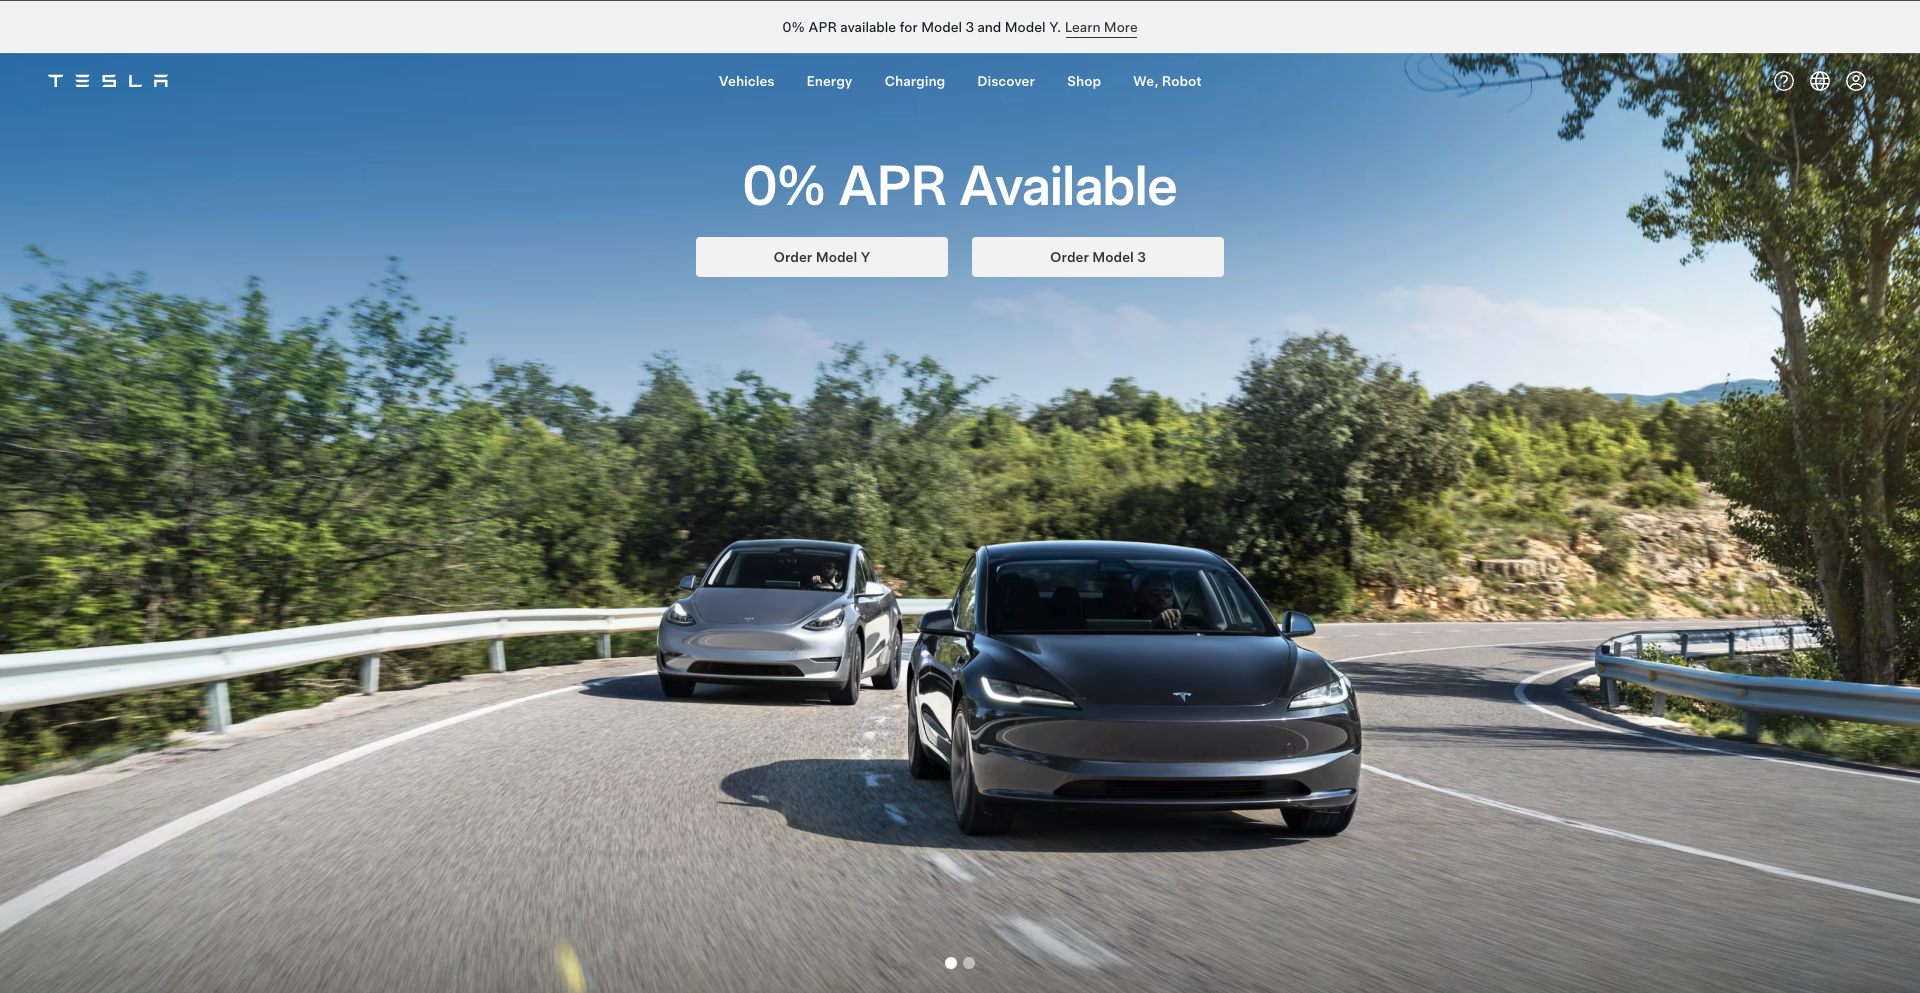 0% APR available for Model 3 and Model Y. Learn More
TESLA Vehicles Energy Charging Discover Shop We, Robot
0% APR Available
Order Model Y Order Model 3